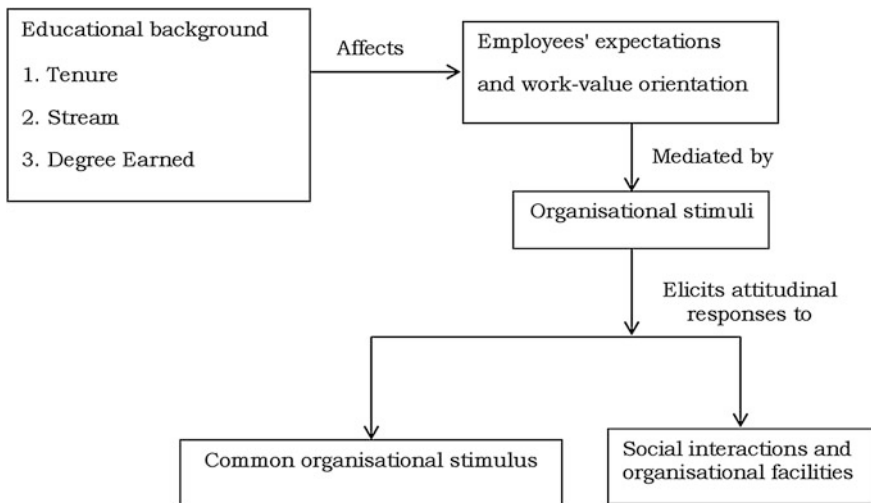 Educational background
1. Tenure
2. Stream
3. Degree Earned
Affects
Employees' expectations
and work-value orientation
Mediated by
Organisational stimuli
Elicits attitudinal
responses to
Common organisational stimulus
Social interactions and
organisational facilities